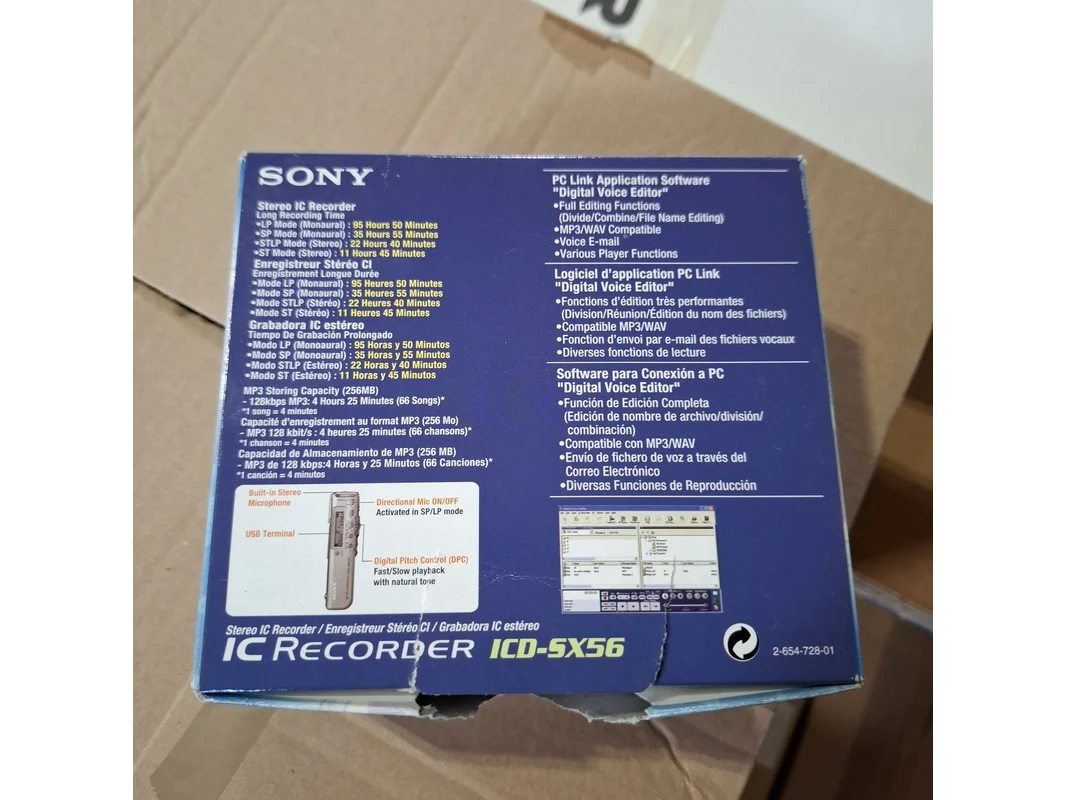 SONY
Stereo IC Recorder
Long Recording Time
•LP Mode (Monaural) : 95 Hours 50 Minutes
•SP Mode (Monaural) : 35 Hours 55 Minutes
•STLP Mode (Stereo) : 22 Hours 40 Minutes
•ST Mode (Stereo) : 11 Hours 45 Minutes
Enregistreur Stéréo CI
Enregistrement Longue Durée
•Mode LP (Monaural) : 95 Heures 50 Minutes
•Mode SP (Monaural) : 35 Heures 55 Minutes
•Mode STLP (Stéréo) : 22 Heures 40 Minutes
•Mode ST (Stéréo) : 11 Heures 45 Minutes
Grabadora IC estéreo
Tiempo De Grabación Prolongado
•Modo LP (Monoaural) : 95 Horas y 50 Minutos
•Modo SP (Monoaural) : 35 Horas y 55 Minutos
•Modo STLP (Estéreo) : 22 Horas y 40 Minutos
•Modo ST (Estéreo) : 11 Horas y 45 Minutos
MP3 Storing Capacity (256MB)
- 128kbps MP3: 4 Hours 25 Minutes (66 Songs)*
*1 song = 4 minutes
Capacité d'enregistrement au format MP3 (256 Mo)
- MP3 128 kbit/s : 4 heures 25 minutes (66 chansons)*
*1 chanson = 4 minutes
Capacidad de Almacenamiento de MP3 (256 MB)
- MP3 de 128 kbps:4 Horas y 25 Minutos (66 Canciones)*
*1 canción = 4 minutos
Built-in Stereo
Microphone
USB Terminal
Directional Mic ON/OFF
Activated in SP/LP mode
Digital Pitch Control (DPC)
Fast/Slow playback
with natural tone
Stereo IC Recorder / Enregistreur Stéréo CI / Grabadora IC estéreo
IC RECORDER ICD-SX56
PC Link Application Software
"Digital Voice Editor"
•Full Editing Functions
(Divide/Combine/File Name Editing)
•MP3/WAV Compatible
•Voice E-mail
•Various Player Functions
Logiciel d'application PC Link
"Digital Voice Editor"
•Fonctions d'édition très performantes
(Division/Réunion/Édition du nom des fichiers)
•Compatible MP3/WAV
•Fonction d'envoi par e-mail des fichiers vocaux
•Diverses fonctions de lecture
Software para Conexión a PC
"Digital Voice Editor"
•Función de Edición Completa
(Edición de nombre de archivo/división/
combinación)
•Compatible con MP3/WAV
•Envío de fichero de voz a través del
Correo Electrónico
•Diversas Funciones de Reproducción
2-654-728-01